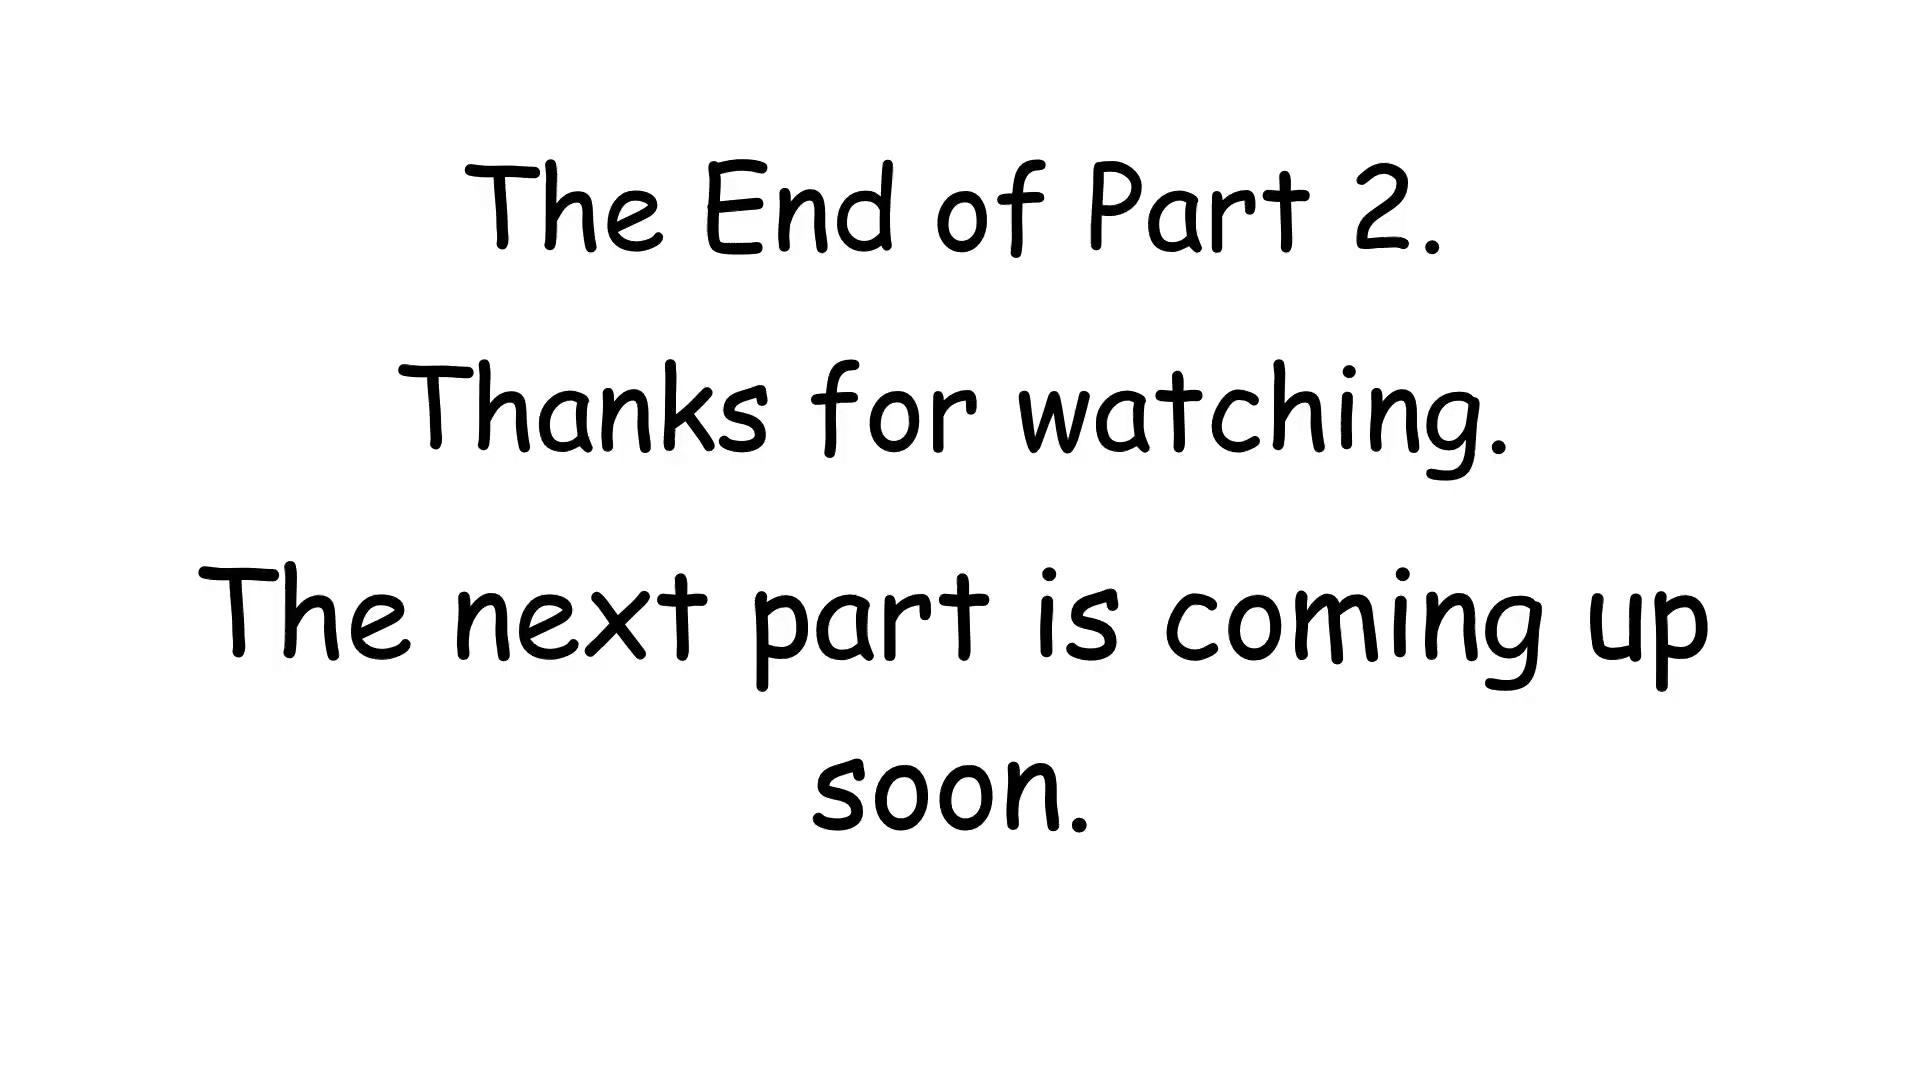 The End of Part 2.
Thanks for watching.
The next part is coming up
soon.